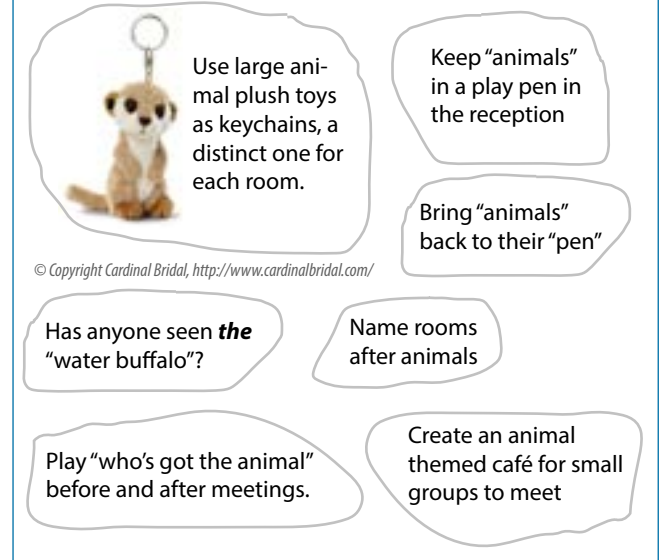 Use large ani-
mal plush toys
as keychains, a
distinct one for
each room.
Keep “animals”
in a play pen in
the reception
Bring “animals”
back to their “pen”
© Copyright Cardinal Bridal, http://www.cardinalbridal.com/
Has anyone seen the
“water buffalo”?
Name rooms
after animals
Play “who’s got the animal”
before and after meetings.
Create an animal
themed café for small
groups to meet